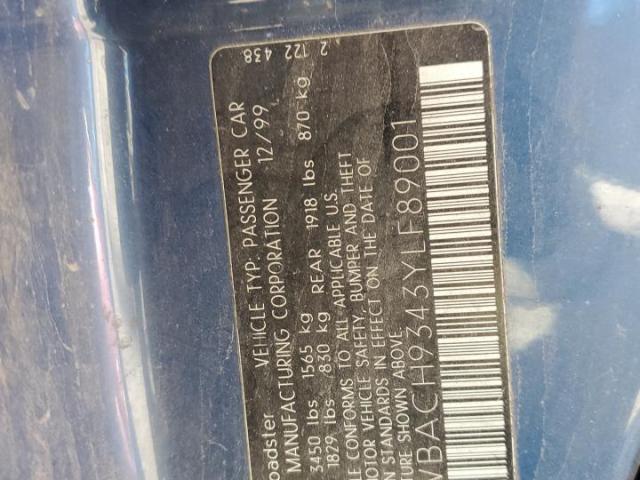 oadster VEHICLE TYP: PASSENGER CAR
MANUFACTURING CORPORATION 12/99
3450 lbs 1565 kg
1829 lbs 830 kg REAR 1918 lbs 870 kg
LE CONFORMS TO ALL APPLICABLE U.S.
MOTOR VEHICLE SAFETY, BUMPER AND THEFT
N STANDARDS IN EFFECT ON THE DATE OF
TURE SHOWN ABOVE.
WBACH9343YLF89001
2 122 438